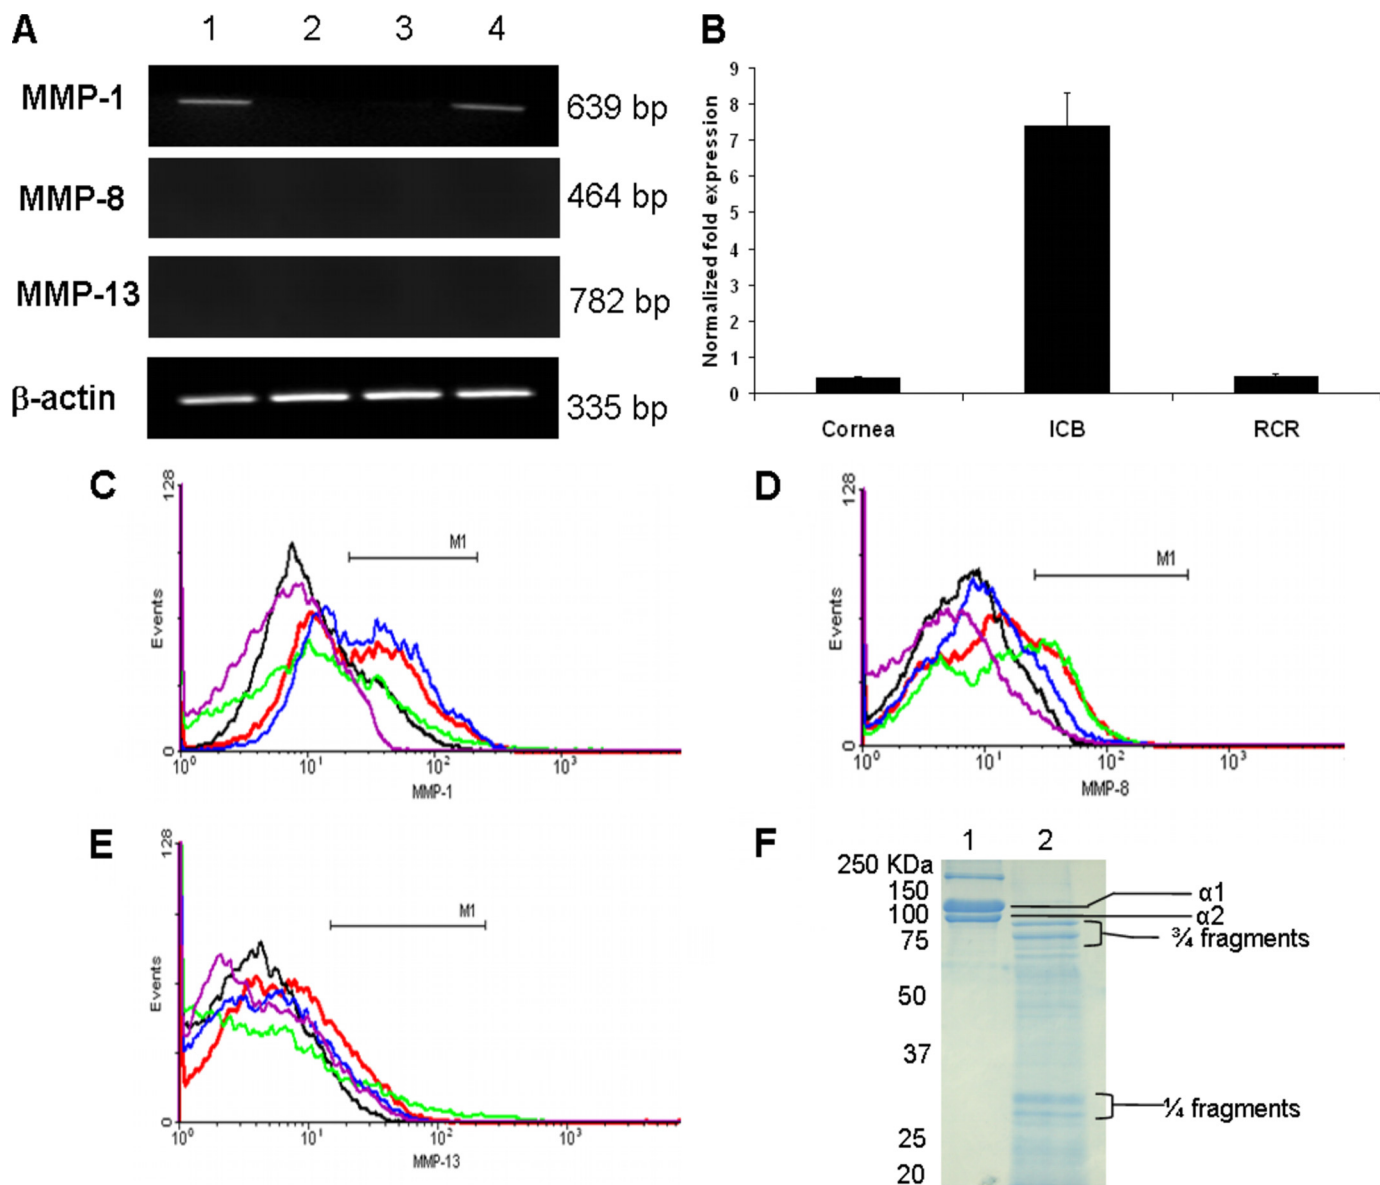 A
1 2 3 4
MMP-1
639 bp
MMP-8
464 bp
MMP-13
782 bp
β-actin
335 bp
B
Normalized fold expression
9
8
7
6
5
4
3
2
1
0
Cornea ICB RCR
C
128
Events
0
M1
10⁰ 10¹ 10² 10³
MMP-1
D
128
Events
0
M1
10⁰ 10¹ 10² 10³
MMP-8
E
128
Events
0
M1
10⁰ 10¹ 10² 10³
MMP-13
F
1 2
250 KDa
150
100
75
50
37
25
20
α1
α2
¾ fragments
¼ fragments